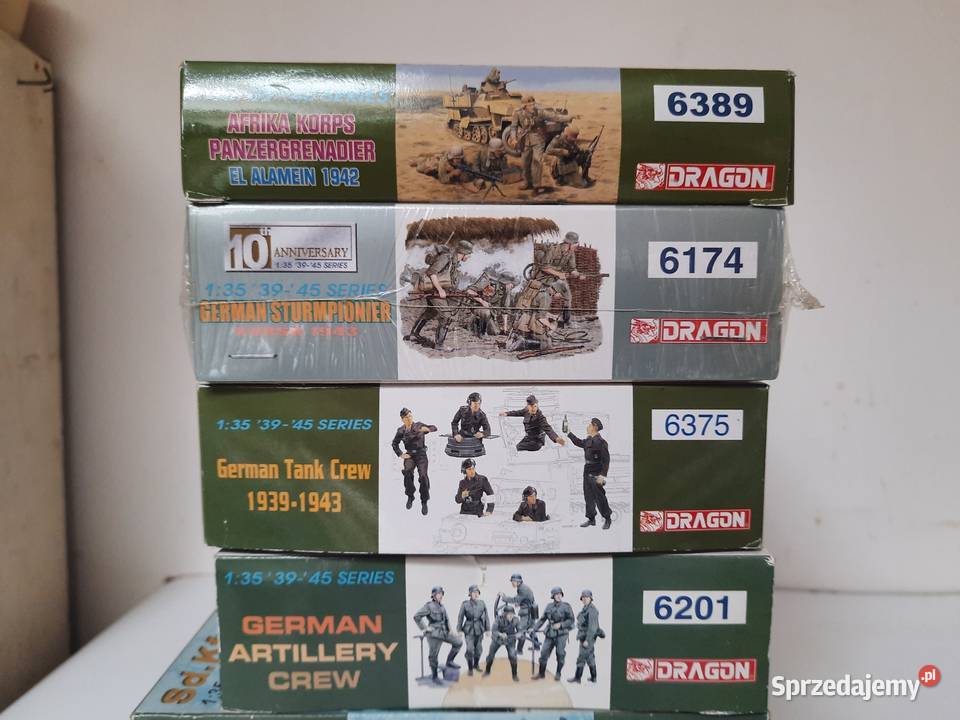 AFRIKA KORPS
PANZERGRENADIER
EL ALAMEIN 1942
6389
DRAGON
10th
ANNIVERSARY
1:35 '39-'45 SERIES
1:35 '39-'45 SERIES
GERMAN STURMPIONIER
6174
DRAGON
1:35 '39-'45 SERIES
German Tank Crew
1939-1943
6375
DRAGON
1:35 '39-'45 SERIES
GERMAN
ARTILLERY
CREW
6201
DRAGON
Sd.K
1:35
Sprzedajemy.pl